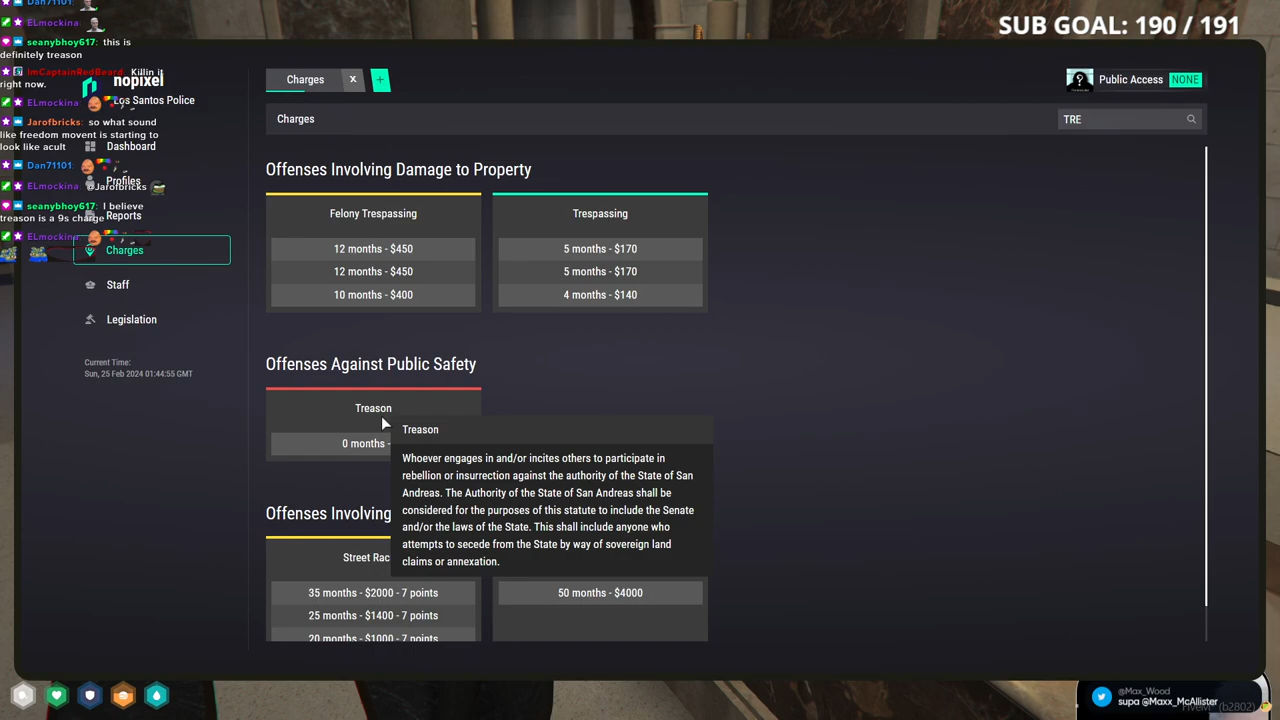 Dan71101:
SUB GOAL: 190 / 191
ELmockina:
seanybhoy617: this is
definitely treason
ImCaptainRedBeard: Killin it
right now.
nopixel
Los Santos Police
Charges
x
+
Public Access NONE
ELmockina:
Jarofbricks: so what sound
like freedom movent is starting to
look like acult
Charges
TRE
Dashboard
Dan71101:
Profiles
ELmockina: @Jarofbricks
seanybhoy617: I believe
treason is a 9s charge
Reports
ELmockina:
Charges
Staff
Legislation
Current Time:
Sun, 25 Feb 2024 01:44:55 GMT
Offenses Involving Damage to Property
Felony Trespassing
12 months - $450
12 months - $450
10 months - $400
Trespassing
5 months - $170
5 months - $170
4 months - $140
Offenses Against Public Safety
Treason
0 months -
Treason
Whoever engages in and/or incites others to participate in
rebellion or insurrection against the authority of the State of San
Andreas. The Authority of the State of San Andreas shall be
considered for the purposes of this statute to include the Senate
and/or the laws of the State. This shall include anyone who
attempts to secede from the State by way of sovereign land
claims or annexation.
Offenses Involving
Street Rac
35 months - $2000 - 7 points
25 months - $1400 - 7 points
20 months - $1000 - 7 points
50 months - $4000
@Max_Wood
supa @Maxx_McAllister
FiveM (b2802)